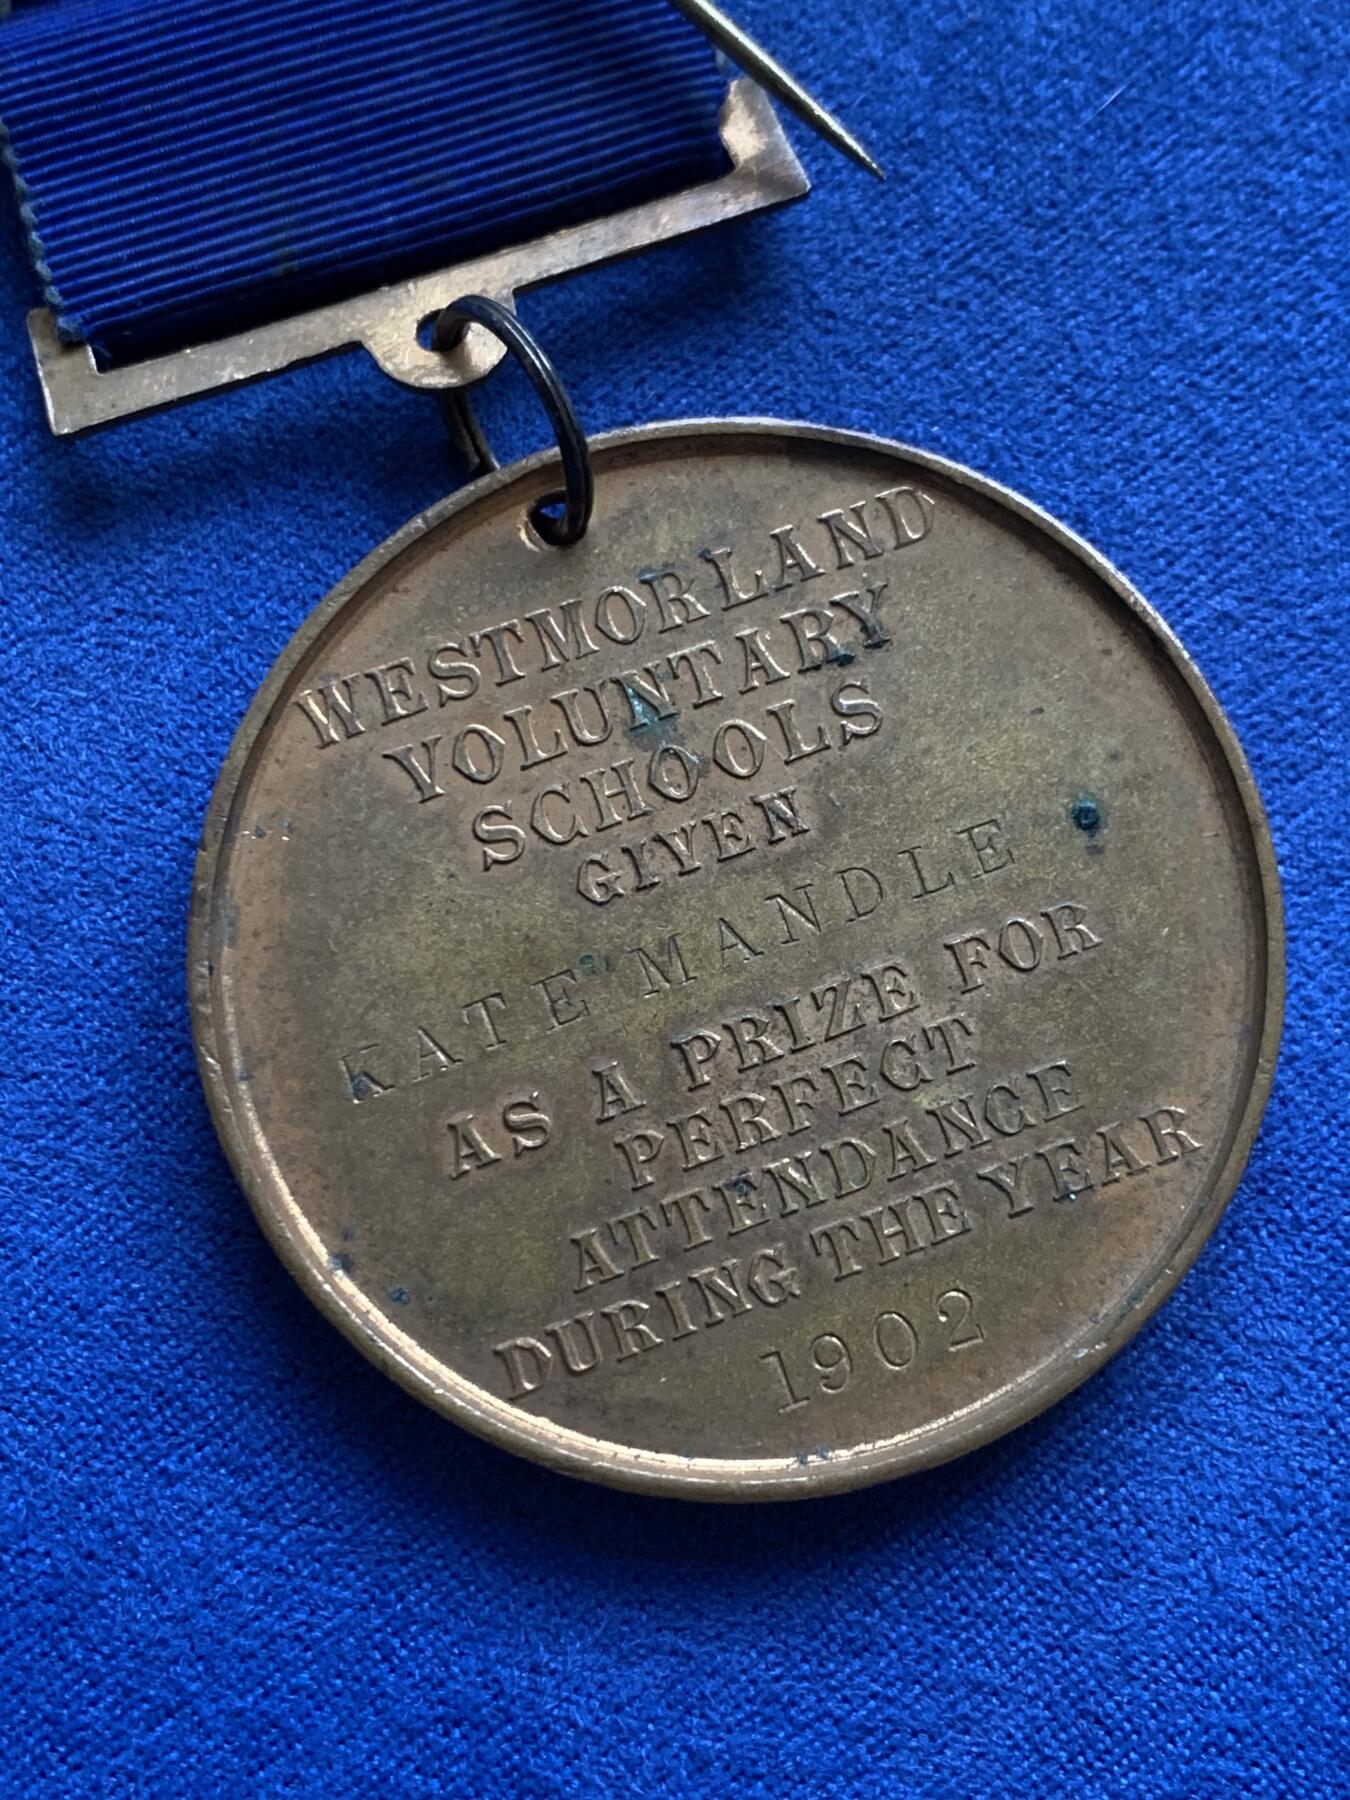 WESTMORLAND
VOLUNTARY
SCHOOLS
GIVEN
KATE MANDLE
AS A PRIZE FOR
PERFECT
ATTENDANCE
DURING THE YEAR
1902